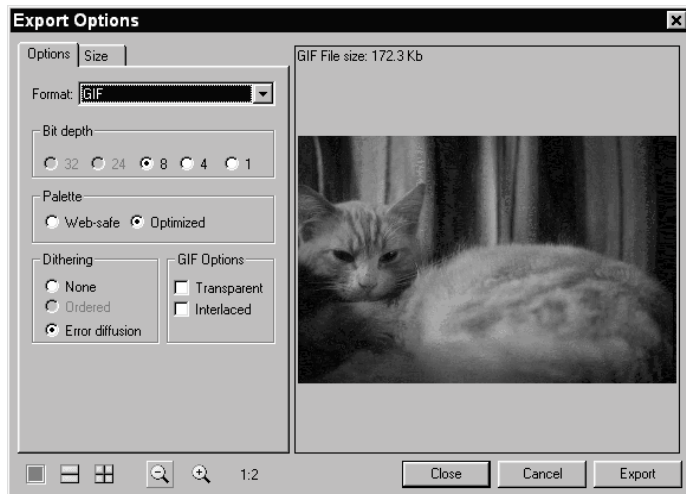 Export Options
Options Size
GIF File size: 172.3 Kb
Format: GIF
Bit depth
32 24 8 4 1
Palette
Web-safe Optimized
Dithering GIF Options
None Transparent
Ordered Interlaced
Error diffusion
1:2 Close Cancel Export